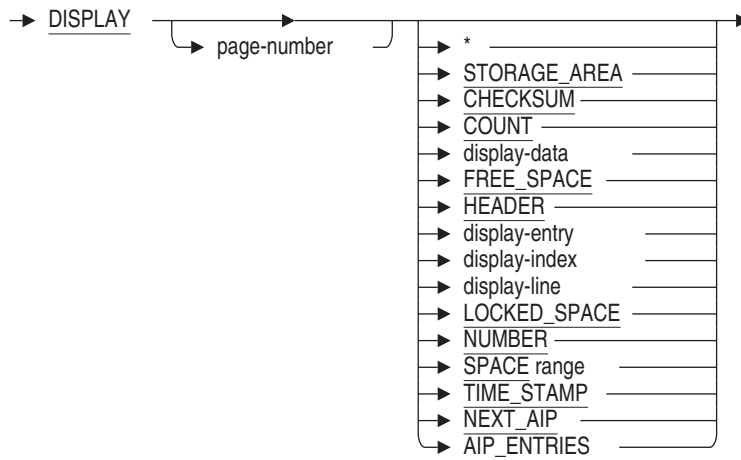 DISPLAY
page-number
*
STORAGE_AREA
CHECKSUM
COUNT
display-data
FREE_SPACE
HEADER
display-entry
display-index
display-line
LOCKED_SPACE
NUMBER
SPACE range
TIME_STAMP
NEXT_AIP
AIP_ENTRIES